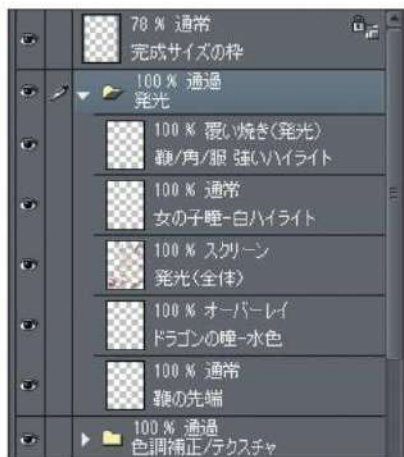 78 % 通常
完成サイズの枠
100 % 通過
発光
100 % 覆い焼き(発光)
鞭/角/服 強いハイライト
100 % 通常
女の子瞳-白ハイライト
100 % スクリーン
発光(全体)
100 % オーバーレイ
ドラゴンの瞳-水色
100 % 通常
鞭の先端
100 % 通過
色調補正/テクスチャ